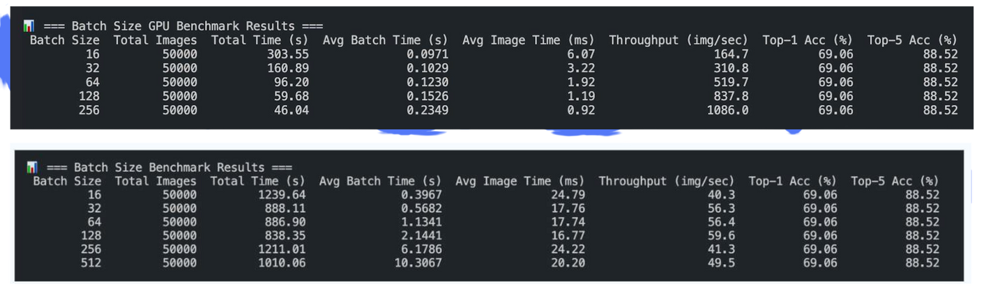 📊 === Batch Size GPU Benchmark Results ===
Batch Size Total Images Total Time (s) Avg Batch Time (s) Avg Image Time (ms) Throughput (img/sec) Top-1 Acc (%) Top-5 Acc (%)
16 50000 303.55 0.0971 6.07 164.7 69.06 88.52
32 50000 160.89 0.1029 3.22 310.8 69.06 88.52
64 50000 96.20 0.1230 1.92 519.7 69.06 88.52
128 50000 59.68 0.1526 1.19 837.8 69.06 88.52
256 50000 46.04 0.2349 0.92 1086.0 69.06 88.52
📊 === Batch Size Benchmark Results ===
Batch Size Total Images Total Time (s) Avg Batch Time (s) Avg Image Time (ms) Throughput (img/sec) Top-1 Acc (%) Top-5 Acc (%)
16 50000 1239.64 0.3967 24.79 40.3 69.06 88.52
32 50000 888.11 0.5682 17.76 56.3 69.06 88.52
64 50000 886.90 1.1341 17.74 56.4 69.06 88.52
128 50000 838.35 2.1441 16.77 59.6 69.06 88.52
256 50000 1211.01 6.1786 24.22 41.3 69.06 88.52
512 50000 1010.06 10.3067 20.20 49.5 69.06 88.52